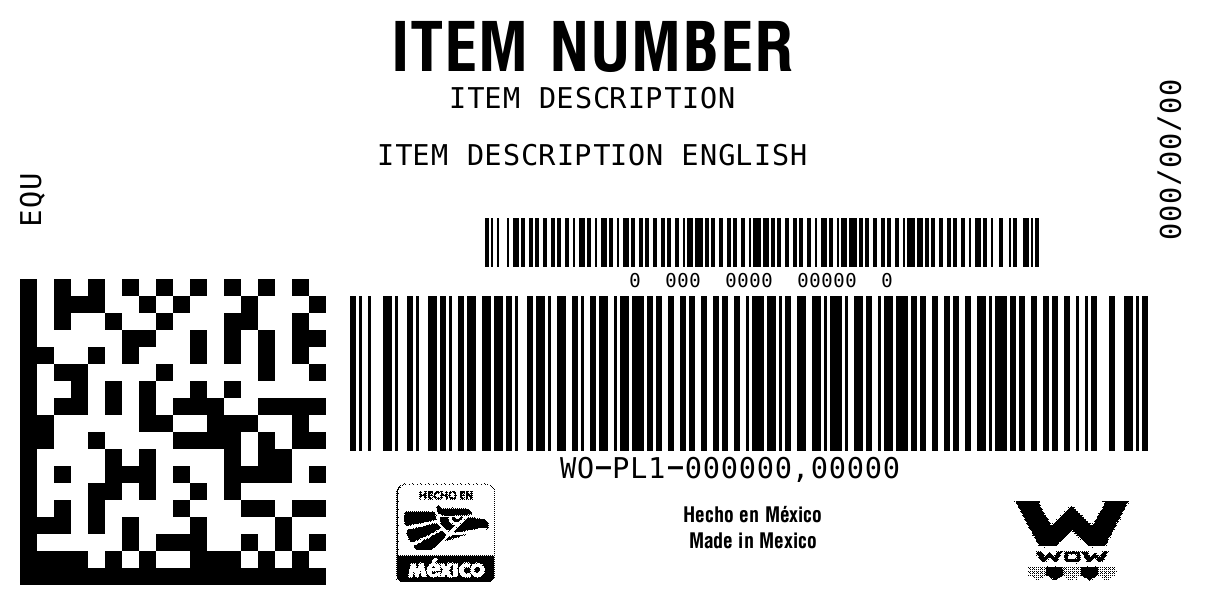 ITEM NUMBER
ITEM DESCRIPTION
ITEM DESCRIPTION ENGLISH
EQU
000/00/00
0 000 0000 00000 0
WO-PL1-000000,00000
HECHO EN
México
Hecho en México
Made in Mexico
WOW